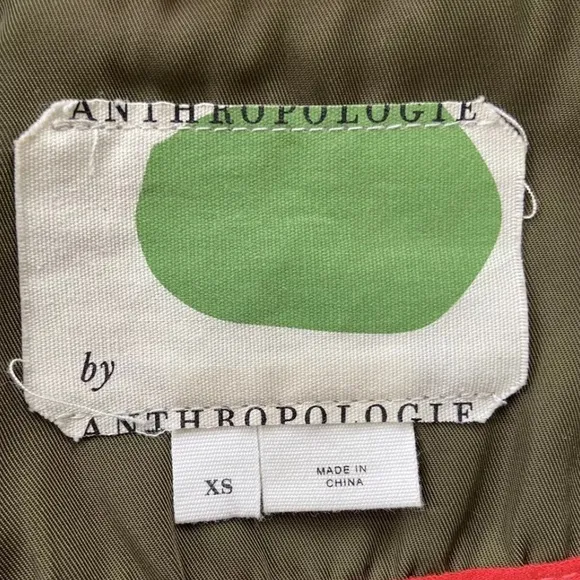 ANTHROPOLOGIE
by
ANTHROPOLOGIE
XS
MADE IN
CHINA